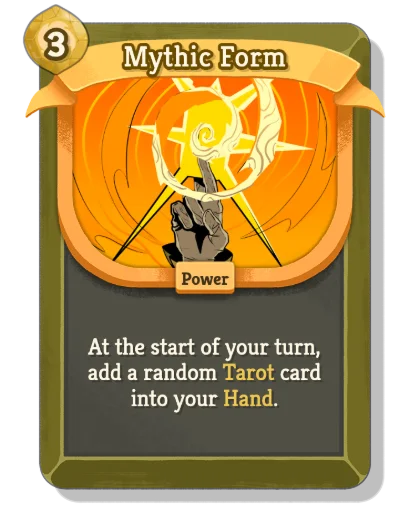 3
Mythic Form
Power
At the start of your turn,
add a random Tarot card
into your Hand.